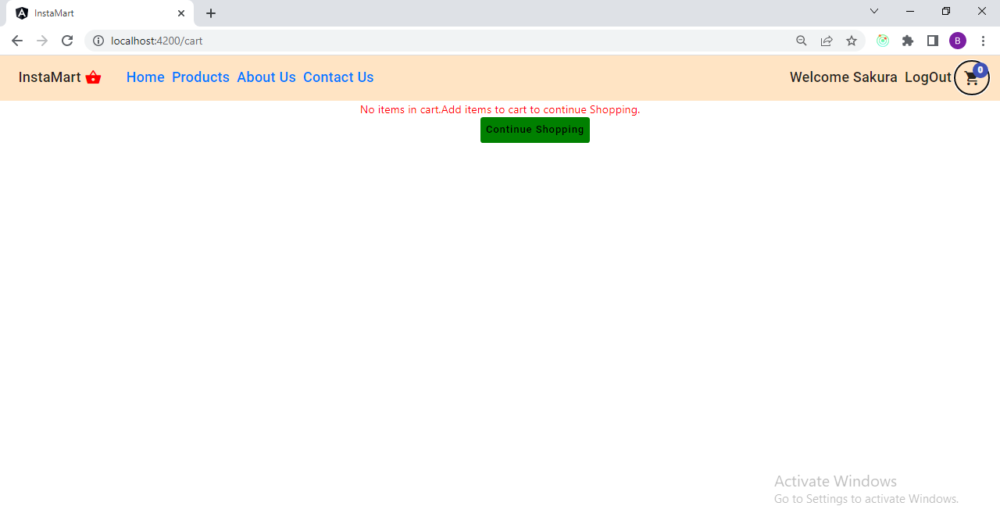 InstaMart
localhost:4200/cart
B
InstaMart Home Products About Us Contact Us Welcome Sakura LogOut 0
No items in cart.Add items to cart to continue Shopping.
Continue Shopping
Activate Windows
Go to Settings to activate Windows.